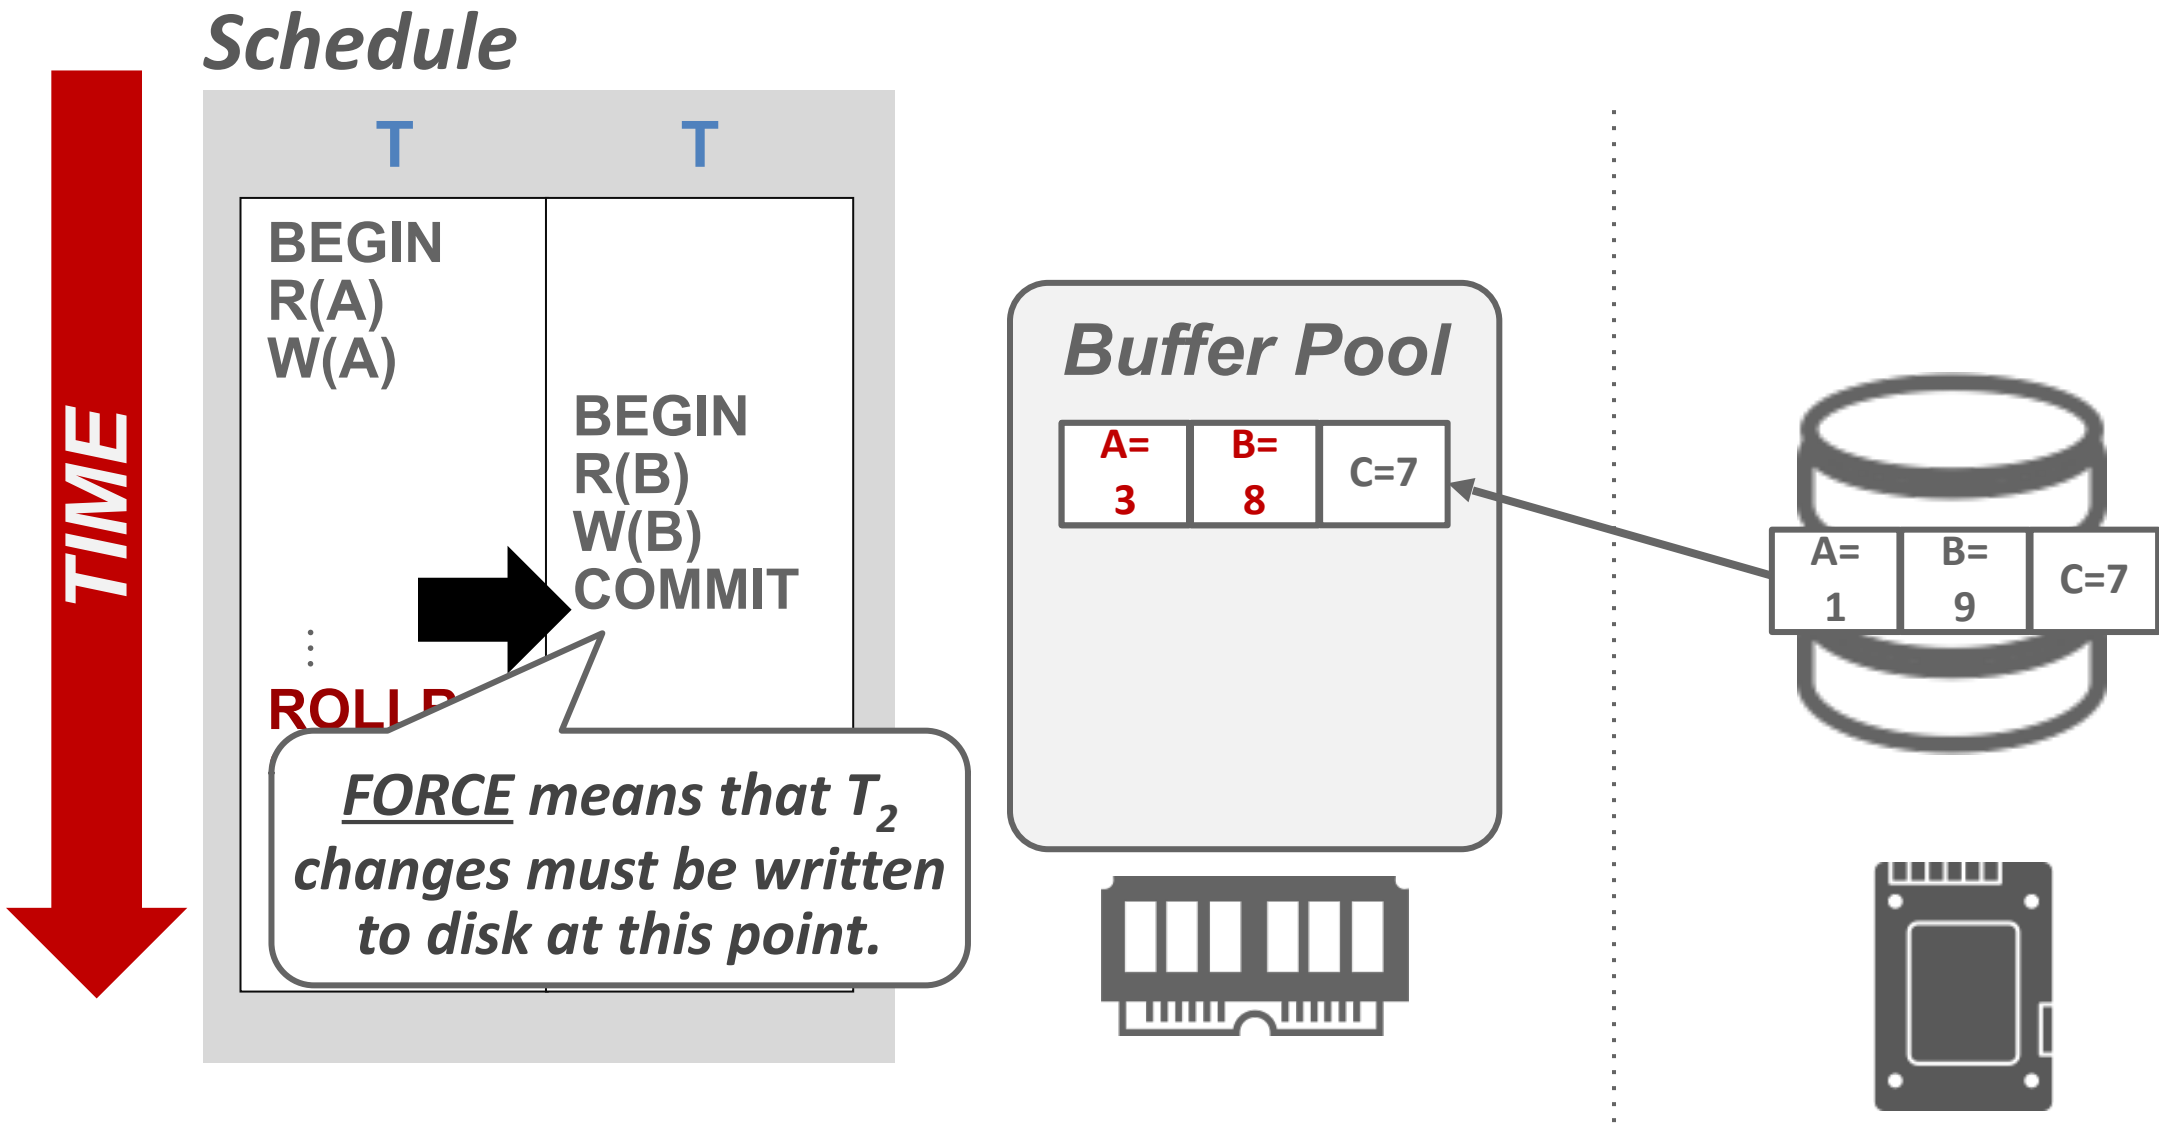 Schedule
TIME
T
T
BEGIN
R(A)
W(A)
BEGIN
R(B)
W(B)
COMMIT
⋮
FORCE means that T2
changes must be written
to disk at this point.
Buffer Pool
A=
3
B=
8
C=7
A=
1
B=
9
C=7